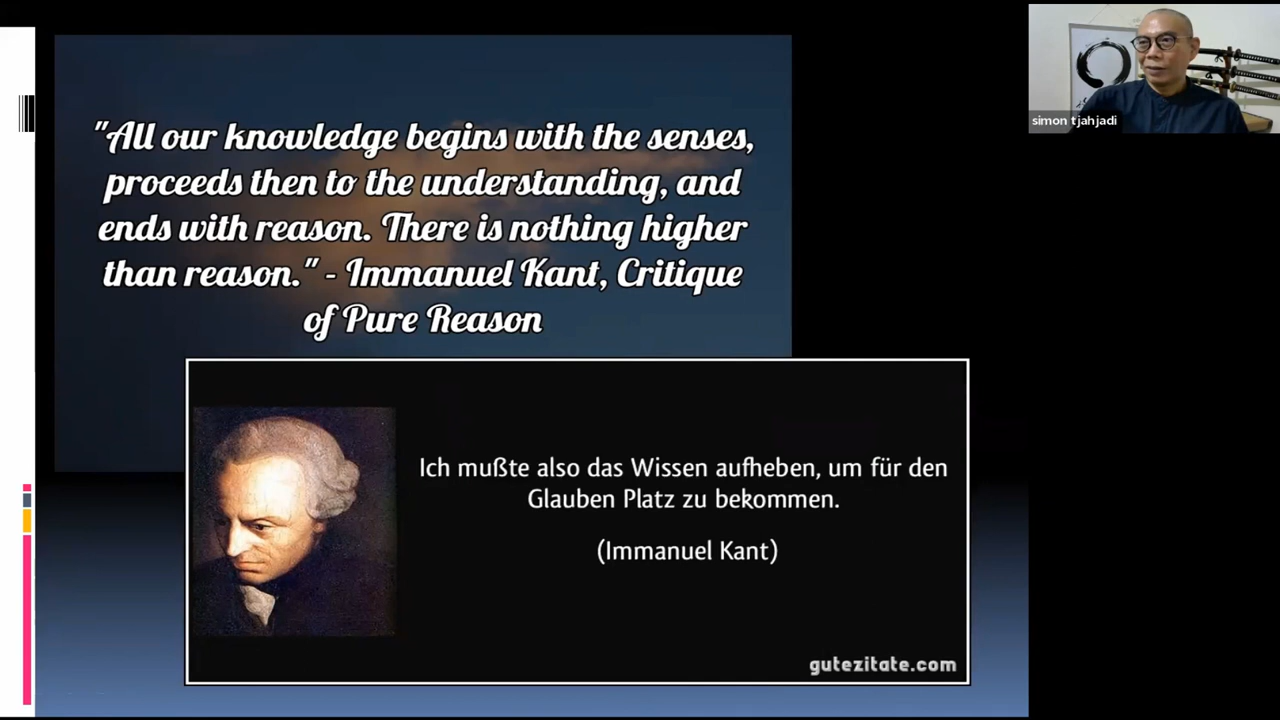 "All our knowledge begins with the senses,
proceeds then to the understanding, and
ends with reason. There is nothing higher
than reason." - Immanuel Kant, Critique
of Pure Reason
Ich mußte also das Wissen aufheben, um für den
Glauben Platz zu bekommen.
(Immanuel Kant)
gutezitate.com
simon tjahjadi